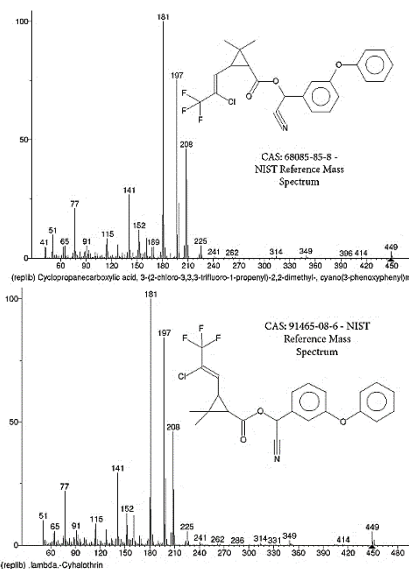 100
181
197
208
50
141
77
152
51
115
41
65
91
189
225
241
262
314
349
396
414
449
F
F
F
Cl
O
O
O
N
CAS: 68085-85-8 -
NIST Reference Mass
Spectrum
60 90 120 150 180 210 240 270 300 330 360 390 420 450
(replib) Cyclopropanecarboxylic acid, 3-(2-chloro-3,3,3-trifluoro-1-propenyl)-2,2-dimethyl-, cyano(3-phenoxyphenyl)m
100
181
197
208
50
141
77
152
51
115
65
91
225
241
262
286
314
331
349
414
449
CAS: 91465-08-6 - NIST
Reference Mass
Spectrum
F
F
F
Cl
O
O
O
N
0
30 60 90 120 150 180 210 240 270 300 330 360 390 420 450 480
(replib) .lambda.-Cyhalothrin